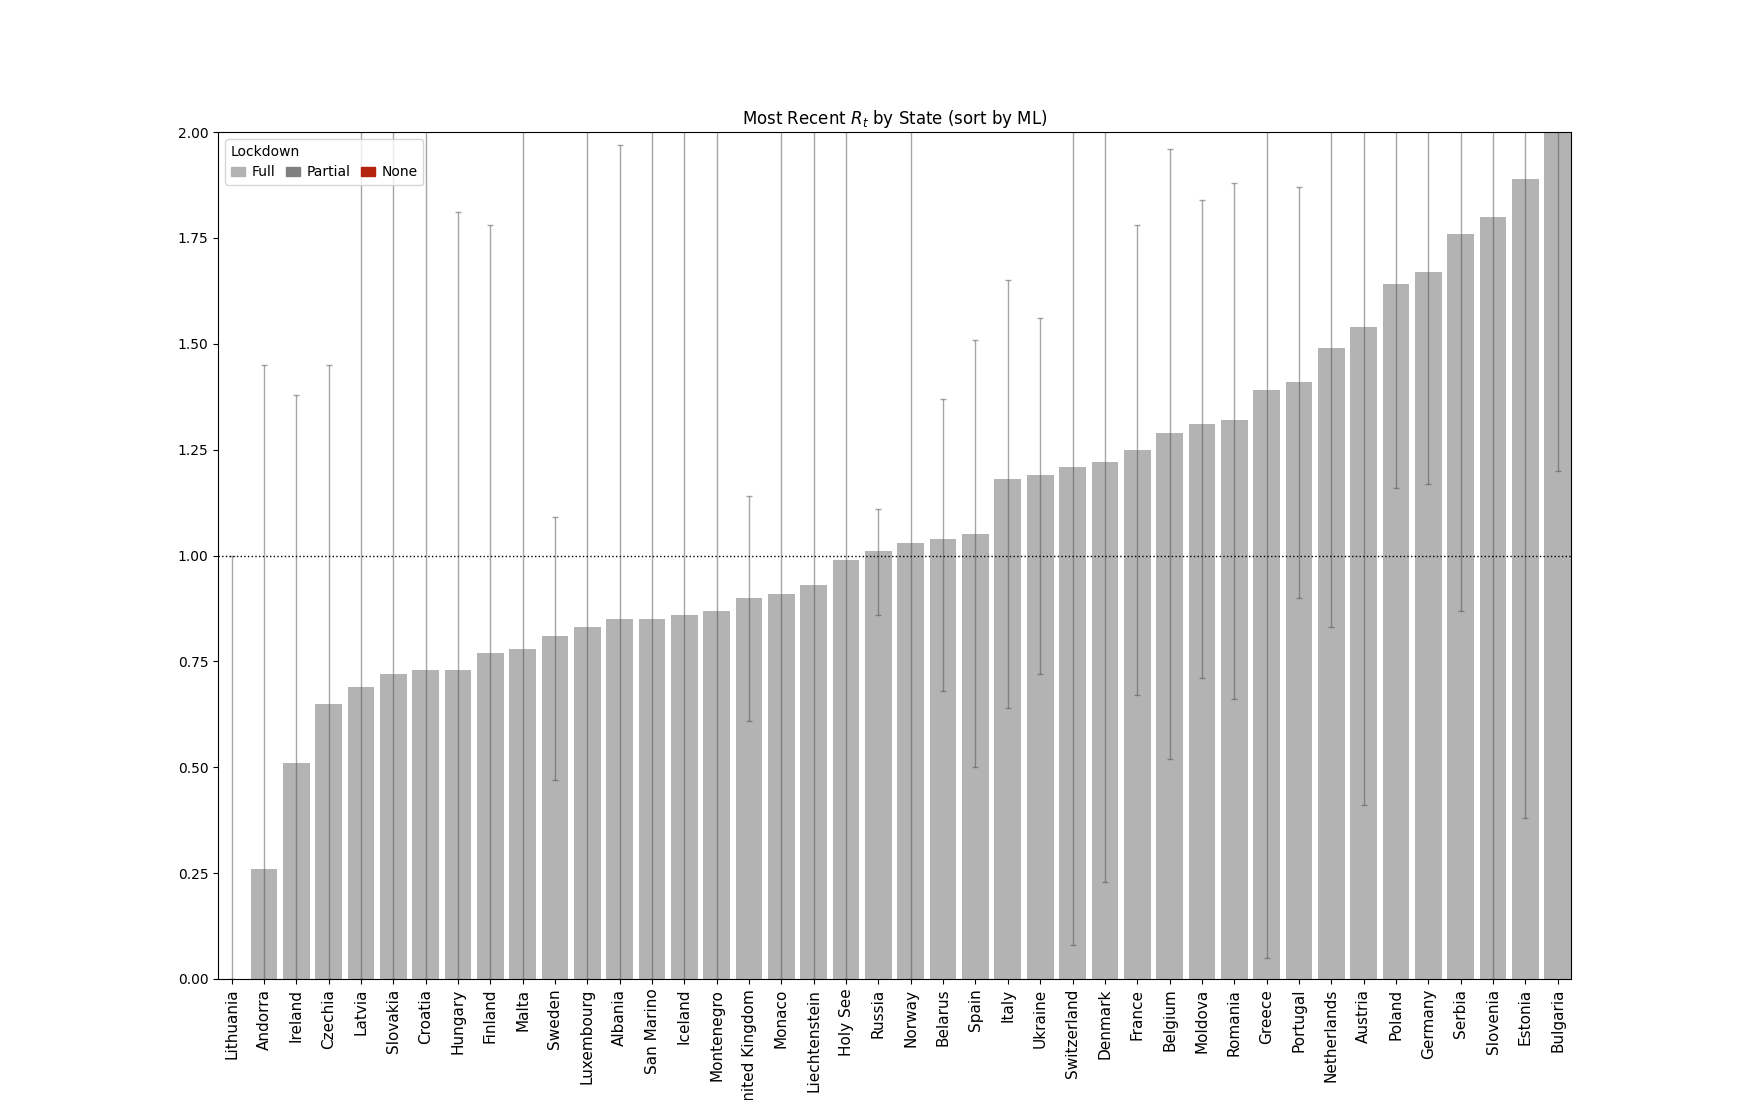 Most Recent Rt by State (sort by ML)
2.00
Lockdown
Full Partial None
1.75
1.50
1.25
1.00
0.75
0.50
0.25
0.00
Lithuania
Andorra
Ireland
Czechia
Latvia
Slovakia
Croatia
Hungary
Finland
Malta
Sweden
Luxembourg
Albania
San Marino
Iceland
Montenegro
nited Kingdom
Monaco
Liechtenstein
Holy See
Russia
Norway
Belarus
Spain
Italy
Ukraine
Switzerland
Denmark
France
Belgium
Moldova
Romania
Greece
Portugal
Netherlands
Austria
Poland
Germany
Serbia
Slovenia
Estonia
Bulgaria